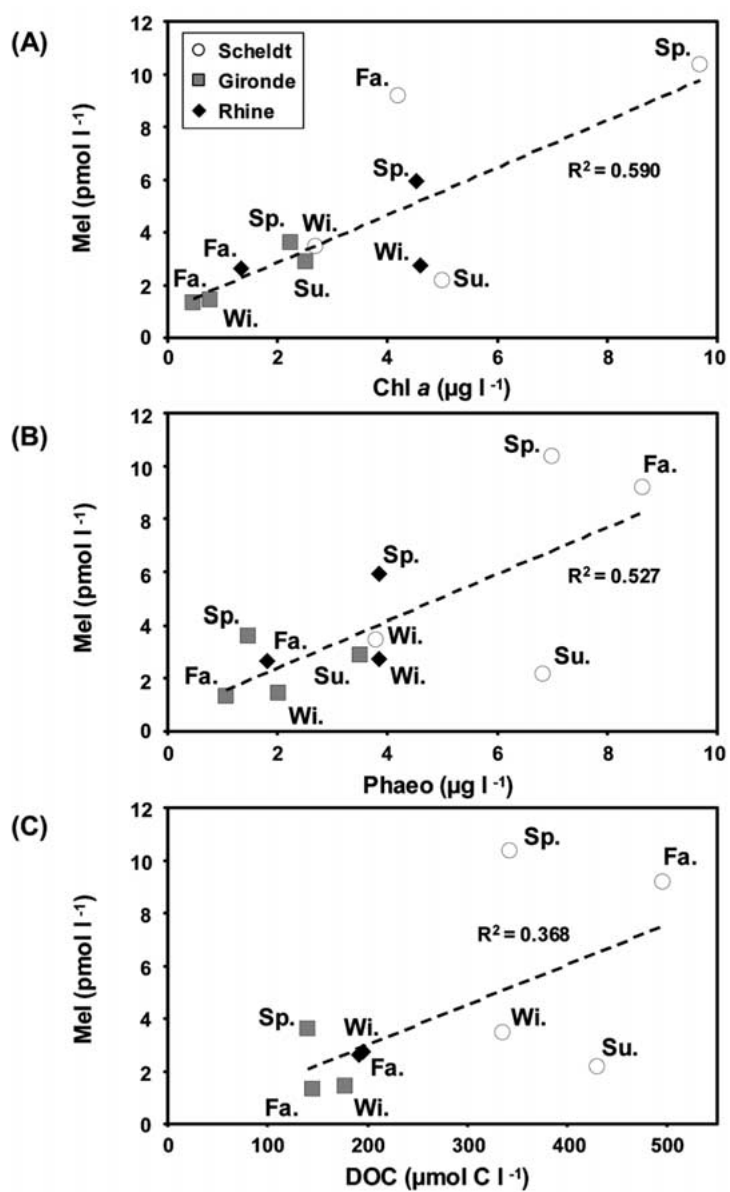 (A)
Scheldt
Gironde
Rhine
12
10
8
6
4
2
0
Mel (pmol l⁻¹)
Fa.
Sp.
Sp.
R² = 0.590
Sp.
Wi.
Fa.
Wi.
Fa.
Su.
Su.
Wi.
0 2 4 6 8 10
Chl a (µg l⁻¹)
(B)
12
10
8
6
4
2
0
Mel (pmol l⁻¹)
Sp.
Fa.
Sp.
R² = 0.527
Sp.
Fa.
Wi.
Fa.
Su.
Wi.
Su.
Wi.
0 2 4 6 8 10
Phaeo (µg l⁻¹)
(C)
12
10
8
6
4
2
0
Mel (pmol l⁻¹)
Sp.
Fa.
R² = 0.368
Sp.
Wi.
Wi.
Su.
Fa.
Fa.
Wi.
0 100 200 300 400 500
DOC (µmol C l⁻¹)